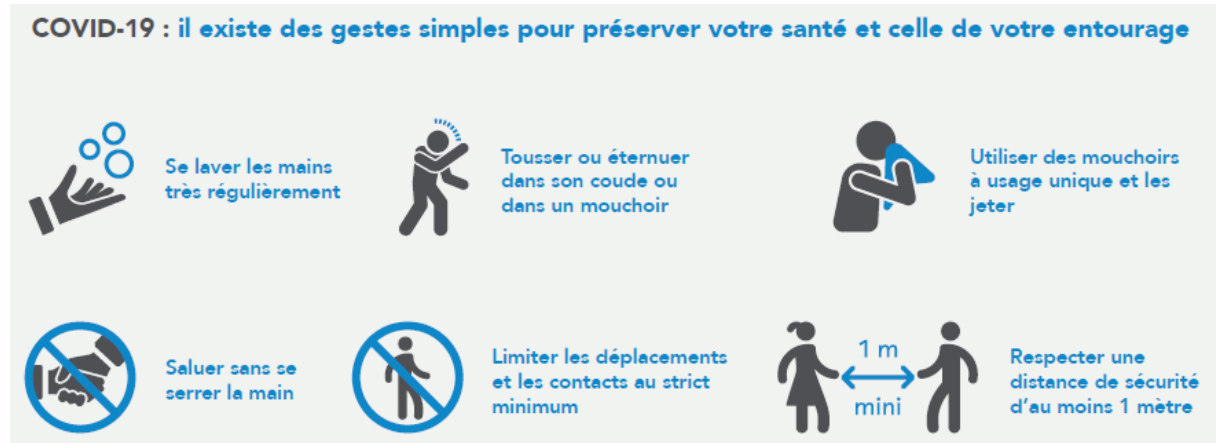 COVID-19 : il existe des gestes simples pour préserver votre santé et celle de votre entourage
Se laver les mains
très régulièrement
Tousser ou éternuer
dans son coude ou
dans un mouchoir
Utiliser des mouchoirs
à usage unique et les
jeter
Saluer sans se
serrer la main
Limiter les déplacements
et les contacts au strict
minimum
1 m
mini
Respecter une
distance de sécurité
d'au moins 1 mètre